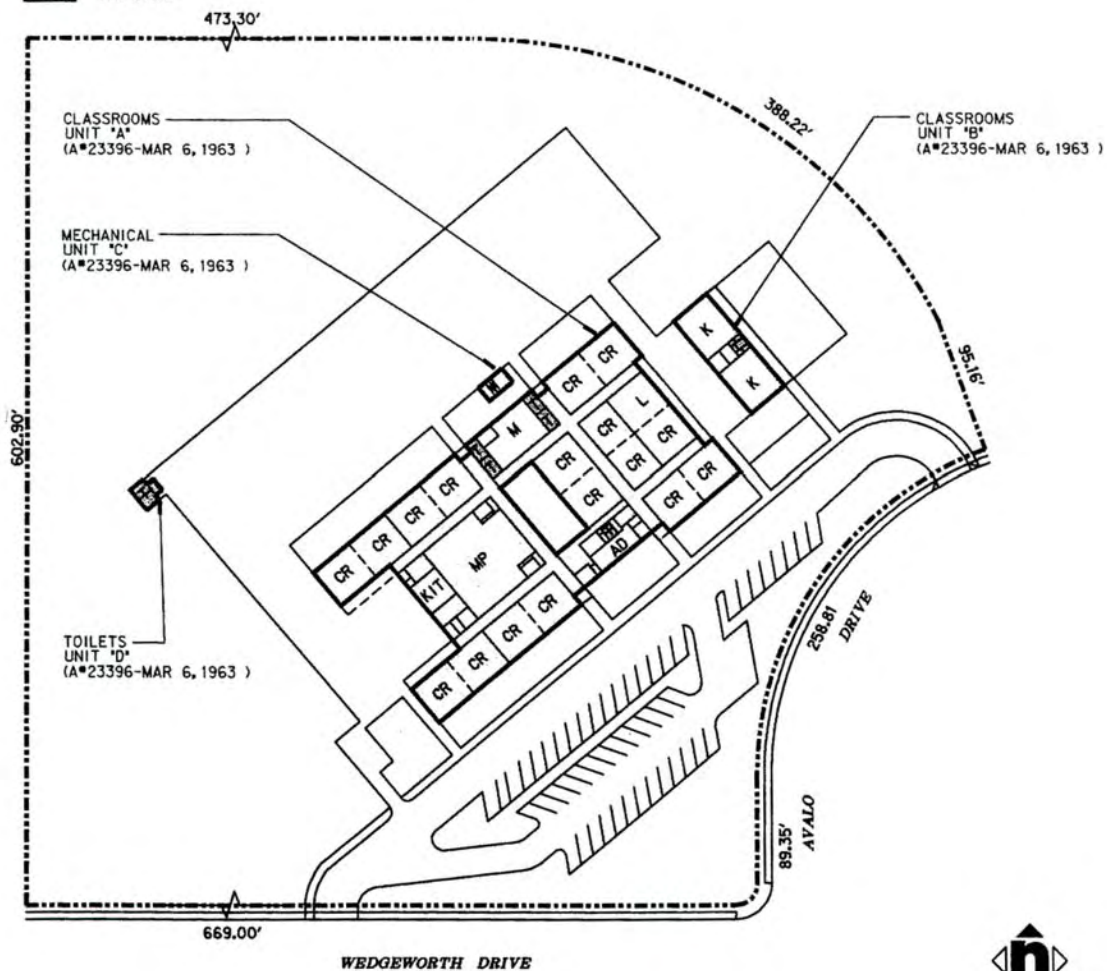 473.30'
388.22'
CLASSROOMS
UNIT "A"
(A#23396-MAR 6, 1963 )
CLASSROOMS
UNIT "B"
(A#23396-MAR 6, 1963 )
MECHANICAL
UNIT "C"
(A#23396-MAR 6, 1963 )
K
K
95.16'
CR
CR
M
M
L
CR
CR
CR
CR
CR
602.90'
CR
CR
CR
CR
CR
CR
AD
MP
KIT
CR
CR
CR
CR
TOILETS
UNIT "D"
(A#23396-MAR 6, 1963 )
258.81
DRIVE
89.35'
AVALO
669.00'
WEDGEWORTH DRIVE
n